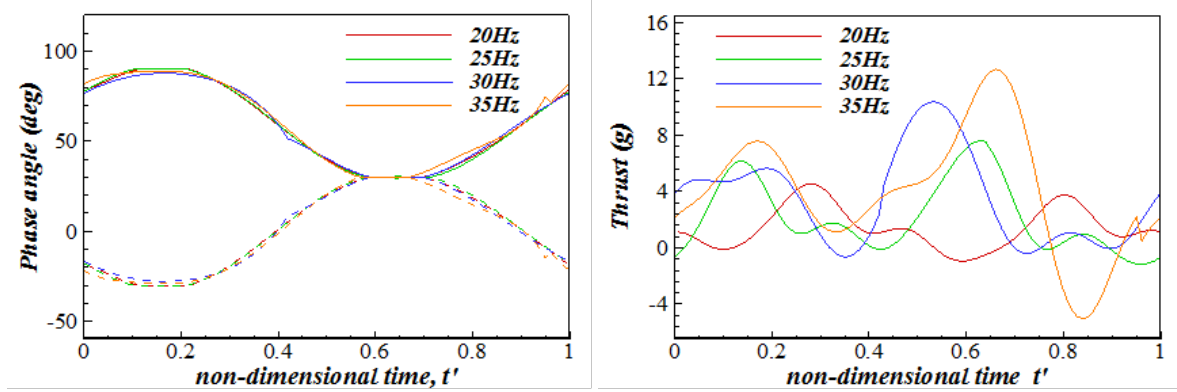 Phase angle (deg)
100
50
0
-50
20Hz
25Hz
30Hz
35Hz
0
0.2
0.4
0.6
0.8
1
non-dimensional time, t'
Thrust (g)
16
12
8
4
0
-4
20Hz
25Hz
30Hz
35Hz
0
0.2
0.4
0.6
0.8
1
non-dimensional time t'